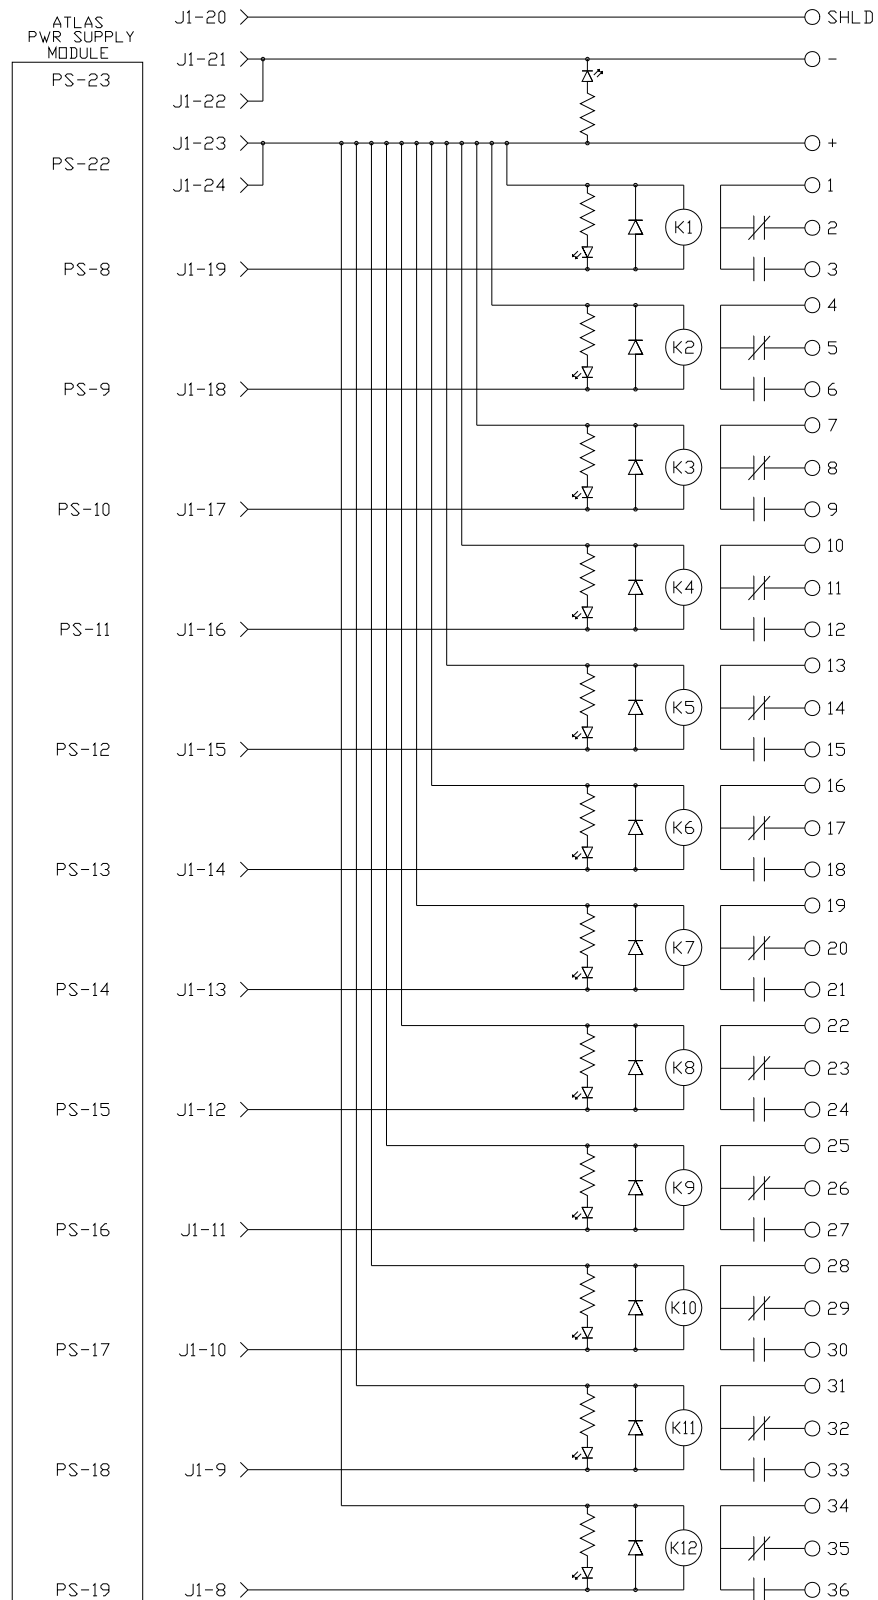 ATLAS
PWR SUPPLY
MODULE
J1-20
SHLD
J1-21
-
PS-23
J1-22
J1-23
+
PS-22
J1-24
1
K1
2
PS-8
J1-19
3
4
K2
5
PS-9
J1-18
6
7
K3
8
PS-10
J1-17
9
10
K4
11
PS-11
J1-16
12
13
K5
14
PS-12
J1-15
15
16
K6
17
PS-13
J1-14
18
19
K7
20
PS-14
J1-13
21
22
K8
23
PS-15
J1-12
24
25
K9
26
PS-16
J1-11
27
28
K10
29
PS-17
J1-10
30
31
K11
32
PS-18
J1-9
33
34
K12
35
PS-19
J1-8
36